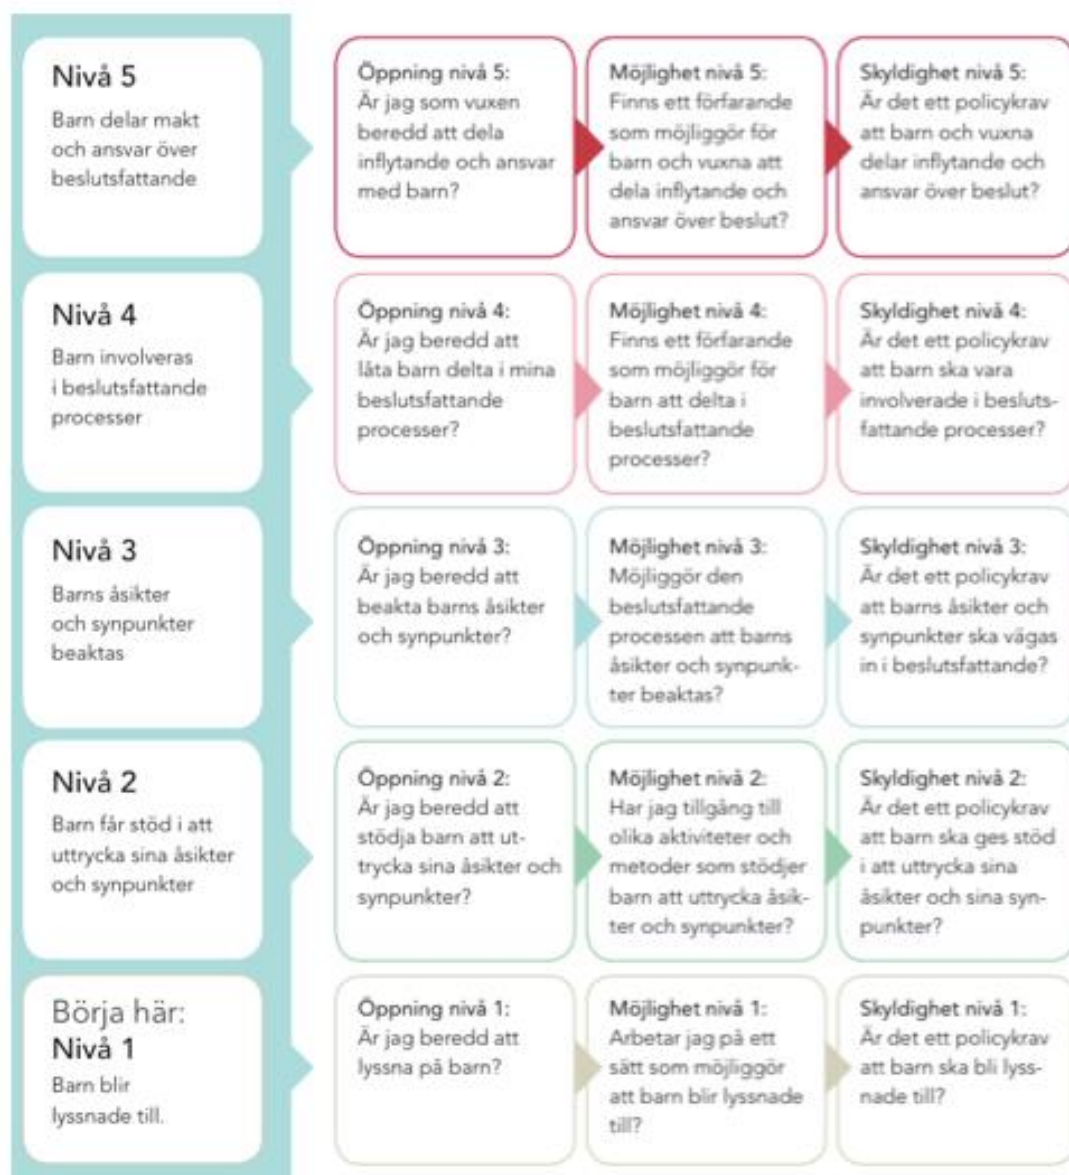 Nivå 5
Barn delar makt
och ansvar över
beslutsfattande
Öppning nivå 5:
Är jag som vuxen
beredd att dela
inflytande och ansvar
med barn?
Möjlighet nivå 5:
Finns ett förfarande
som möjliggör för
barn och vuxna att
dela inflytande och
ansvar över beslut?
Skyldighet nivå 5:
Är det ett policykrav
att barn och vuxna
delar inflytande och
ansvar över beslut?
Nivå 4
Barn involveras
i beslutsfattande
processer
Öppning nivå 4:
Är jag beredd att
låta barn delta i mina
beslutsfattande
processer?
Möjlighet nivå 4:
Finns ett förfarande
som möjliggör för
barn att delta i
beslutsfattande
processer?
Skyldighet nivå 4:
Är det ett policykrav
att barn ska vara
involverade i besluts-
fattande processer?
Nivå 3
Barns åsikter
och synpunkter
beaktas
Öppning nivå 3:
Är jag beredd att
beakta barns åsikter
och synpunkter?
Möjlighet nivå 3:
Möjliggör den
beslutsfattande
processen att barns
åsikter och synpunk-
ter beaktas?
Skyldighet nivå 3:
Är det ett policykrav
att barns åsikter och
synpunkter ska vägas
in i beslutsfattande?
Nivå 2
Barn får stöd i att
uttrycka sina åsikter
och synpunkter
Öppning nivå 2:
Är jag beredd att
stödja barn att ut-
trycka sina åsikter och
synpunkter?
Möjlighet nivå 2:
Har jag tillgång till
olika aktiviteter och
metoder som stödjer
barn att uttrycka åsik-
ter och synpunkter?
Skyldighet nivå 2:
Är det ett policykrav
att barn ska ges stöd
i att uttrycka sina
åsikter och sina syn-
punkter?
Börja här:
Nivå 1
Barn blir
lyssnade till.
Öppning nivå 1:
Är jag beredd att
lyssna på barn?
Möjlighet nivå 1:
Arbetar jag på ett
sätt som möjliggör
att barn blir lyssnade
till?
Skyldighet nivå 1:
Är det ett policykrav
att barn ska bli lyss-
nade till?